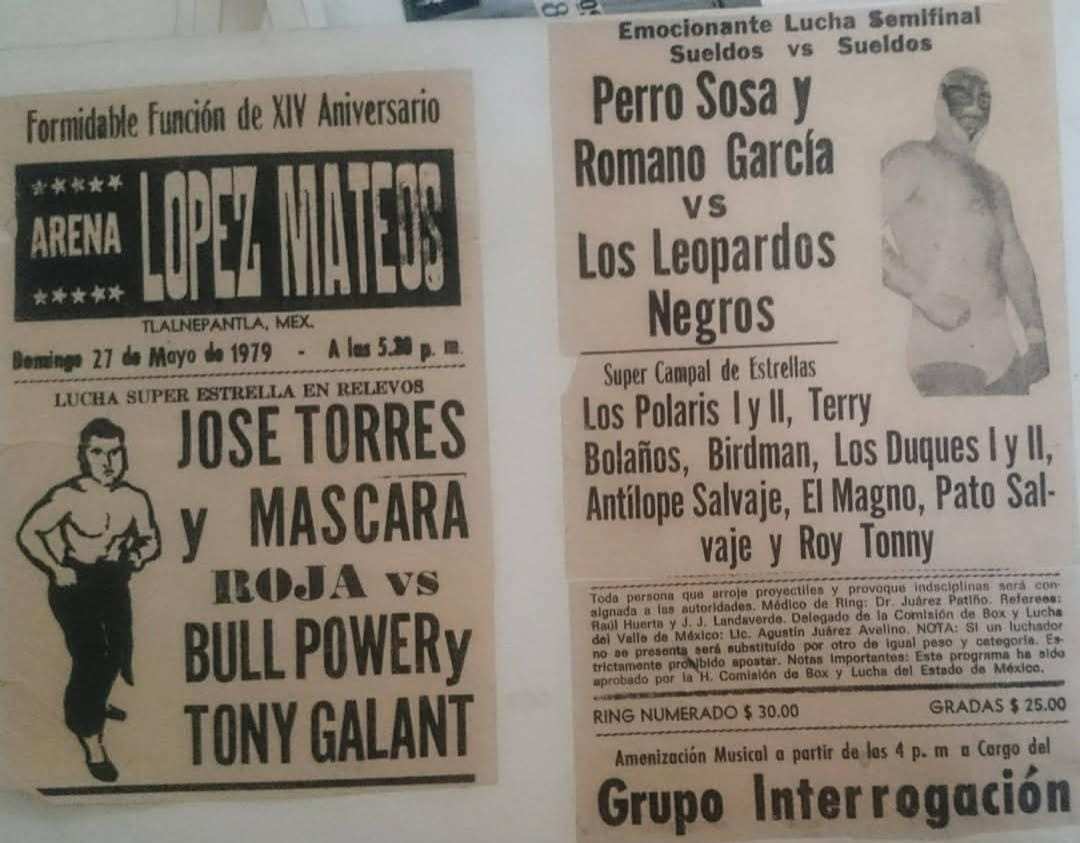 Formidable Función de XIV Aniversario
ARENA
LOPEZ MATEOS
TLALNEPANTLA, MEX.
Domingo 27 de Mayo de 1979 - A las 5.30 p. m.
LUCHA SUPER ESTRELLA EN RELEVOS
JOSE TORRES
y MASCARA
ROJA vs
BULL POWER y
TONY GALANT
Emocionante Lucha Semifinal
Sueldos vs Sueldos
Perro Sosa y
Romano García
vs
Los Leopardos
Negros
Super Campal de Estrellas
Los Polaris I y II, Terry
Bolaños, Birdman, Los Duques I y II,
Antílope Salvaje, El Magno, Pato Sal-
vaje y Roy Tonny
Toda persona que arroje proyectiles y provoque indsciplinas será con-
signada a las autoridades. Médico de Ring: Dr. Juárez Patiño. Referees:
Raúl Huerta y J. J. Landaverde. Delegado de la Comisión de Box y Lucha
del Valle de México: Lic. Agustín Juárez Avelino. NOTA: Si un luchador
no se presenta será substituído por otro de igual peso y categoría. Es-
trictamente prohibido apostar. Notas Importantes: Este programa ha sido
aprobado por la H. Comisión de Box y Lucha del Estado de México.
RING NUMERADO $ 30.00 GRADAS $ 25.00
Amenización Musical a partir de las 4 p. m a Cargo del
Grupo Interrogación